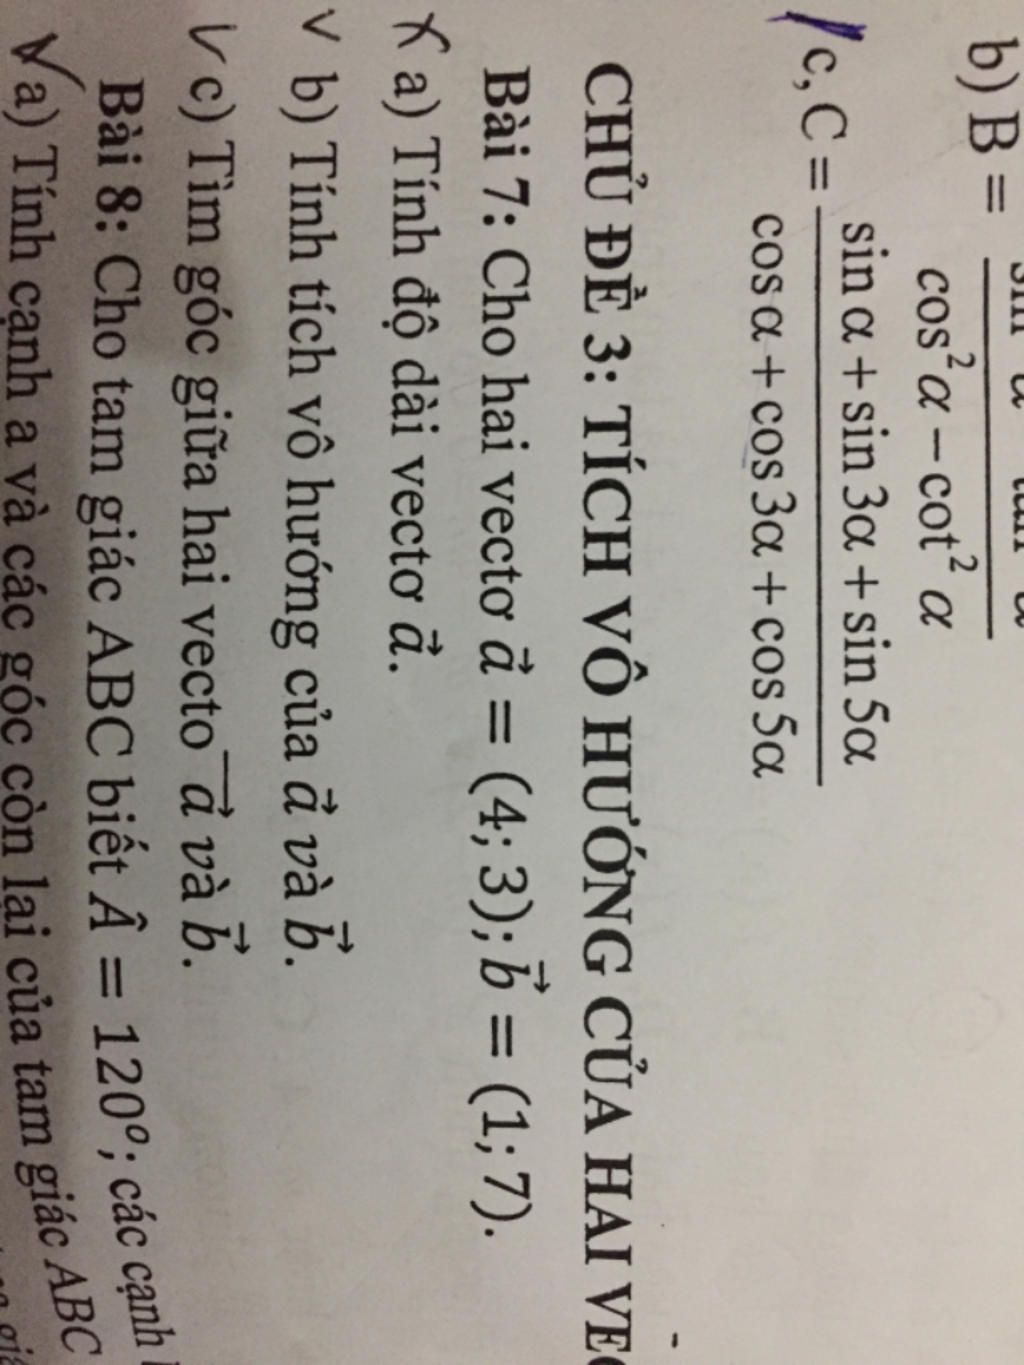 b) B =
cos²α − cot²α
c, C = (sin α + sin 3α + sin 5α) / (cos α + cos 3α + cos 5α)
CHỦ ĐỀ 3: TÍCH VÔ HƯỚNG CỦA HAI
Bài 7: Cho hai vectơ a⃗ = (4; 3); b⃗ = (1; 7).
a) Tính độ dài vectơ a⃗.
b) Tính tích vô hướng của a⃗ và b⃗.
c) Tìm góc giữa hai vecto a⃗ và b⃗.
Bài 8: Cho tam giác ABC biết Â = 120⁰; các cạnh
a) Tính cạnh a và các góc còn lại của tam giác ABC